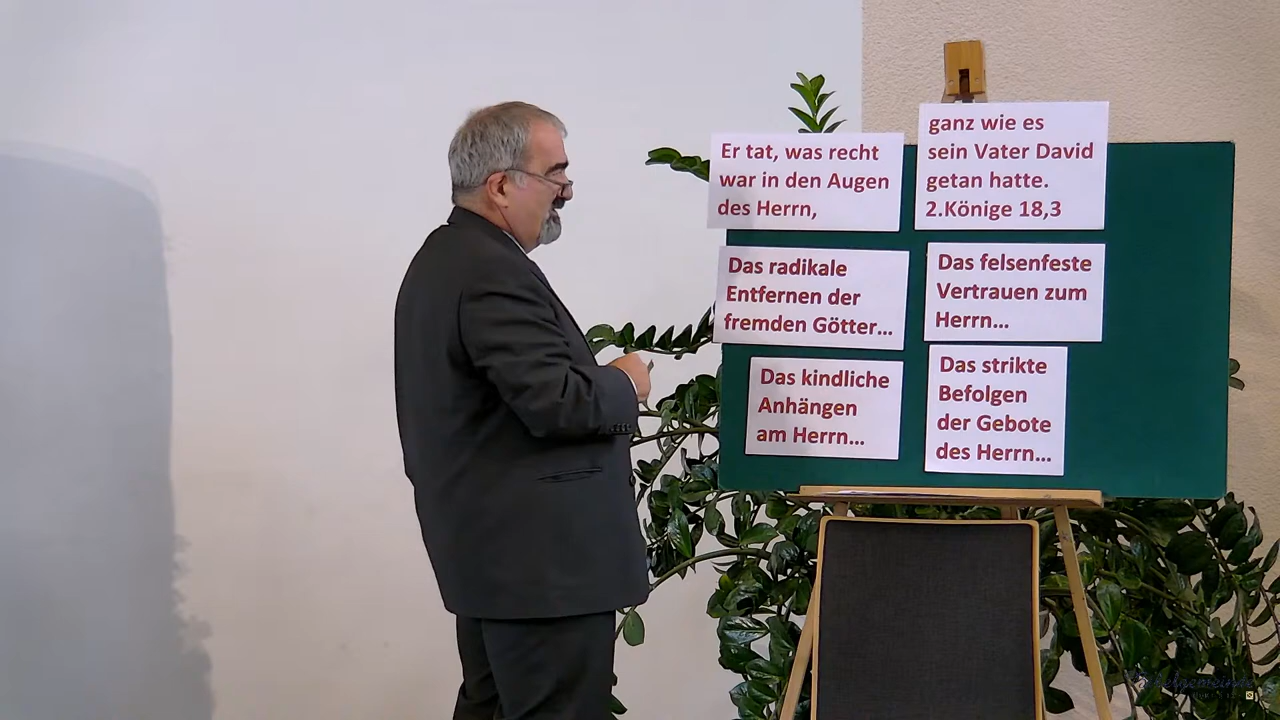 Er tat, was recht
war in den Augen
des Herrn,
ganz wie es
sein Vater David
getan hatte.
2.Könige 18,3
Das radikale
Entfernen der
fremden Götter...
Das felsenfeste
Vertrauen zum
Herrn...
Das kindliche
Anhängen
am Herrn...
Das strikte
Befolgen
der Gebote
des Herrn...